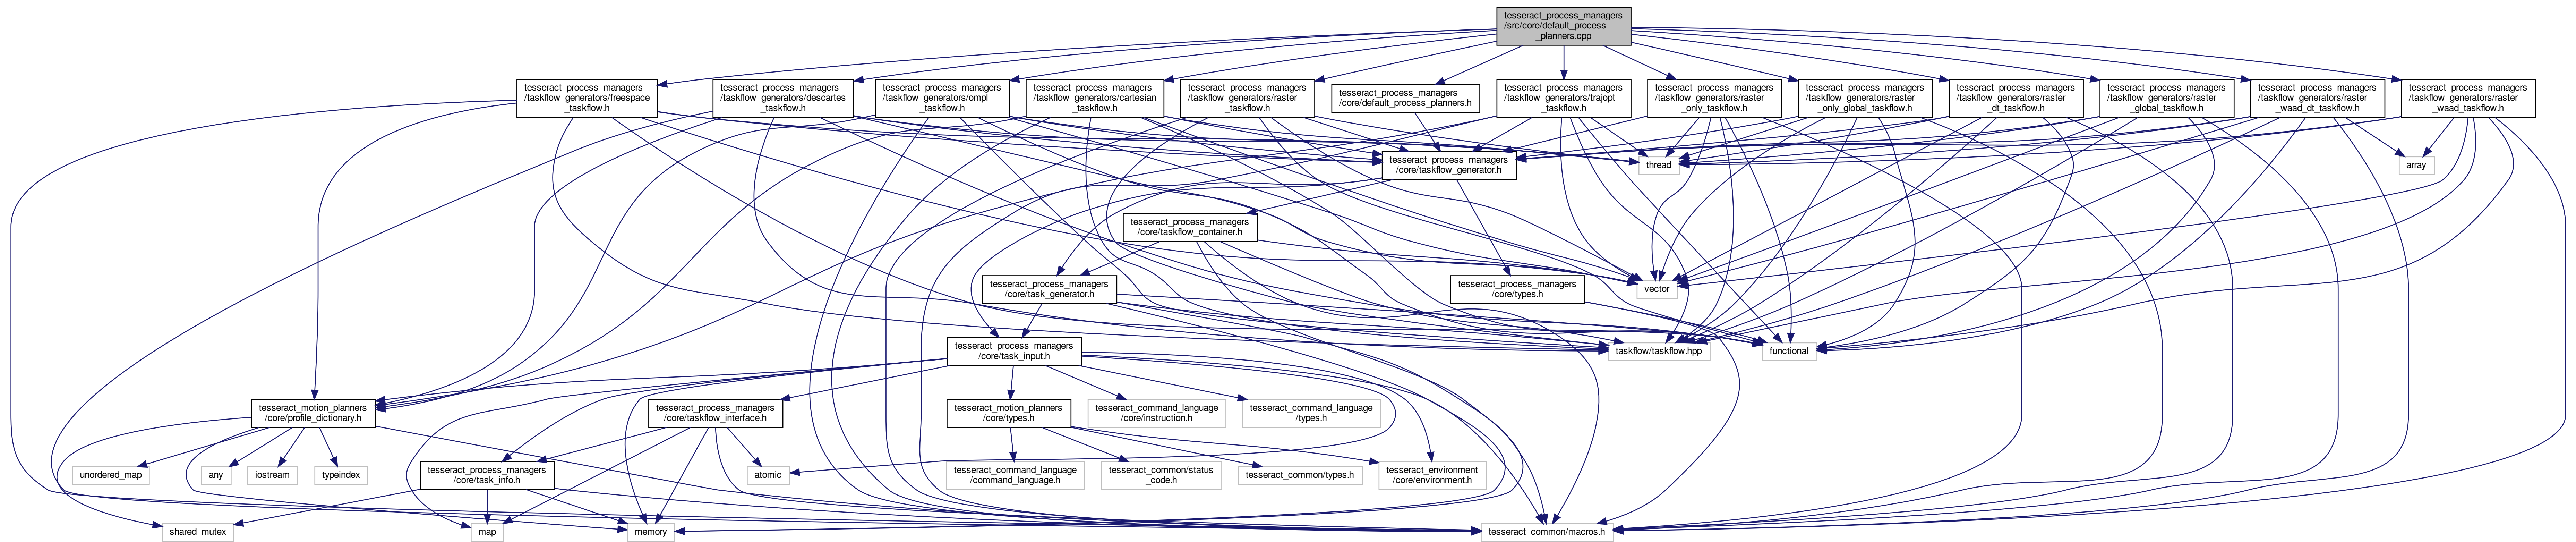 tesseract_process_managers
/src/core/default_process
_planners.cpp
tesseract_process_managers
/taskflow_generators/freespace
_taskflow.h
tesseract_process_managers
/taskflow_generators/descartes
_taskflow.h
tesseract_process_managers
/taskflow_generators/ompl
_taskflow.h
tesseract_process_managers
/taskflow_generators/cartesian
_taskflow.h
tesseract_process_managers
/taskflow_generators/raster
_taskflow.h
tesseract_process_managers
/core/default_process_planners.h
tesseract_process_managers
/taskflow_generators/trajopt
_taskflow.h
tesseract_process_managers
/taskflow_generators/raster
_only_taskflow.h
tesseract_process_managers
/taskflow_generators/raster
_only_global_taskflow.h
tesseract_process_managers
/taskflow_generators/raster
_dt_taskflow.h
tesseract_process_managers
/taskflow_generators/raster
_global_taskflow.h
tesseract_process_managers
/taskflow_generators/raster
_waad_dt_taskflow.h
tesseract_process_managers
/taskflow_generators/raster
_waad_taskflow.h
tesseract_process_managers
/core/taskflow_generator.h
thread
array
tesseract_process_managers
/core/taskflow_container.h
tesseract_process_managers
/core/task_generator.h
tesseract_process_managers
/core/types.h
vector
tesseract_process_managers
/core/task_input.h
taskflow/taskflow.hpp
functional
tesseract_motion_planners
/core/profile_dictionary.h
tesseract_process_managers
/core/taskflow_interface.h
tesseract_motion_planners
/core/types.h
tesseract_command_language
/core/instruction.h
tesseract_command_language
/types.h
unordered_map
any
iostream
typeindex
tesseract_process_managers
/core/task_info.h
atomic
tesseract_command_language
/command_language.h
tesseract_common/status
_code.h
tesseract_common/types.h
tesseract_environment
/core/environment.h
shared_mutex
map
memory
tesseract_common/macros.h